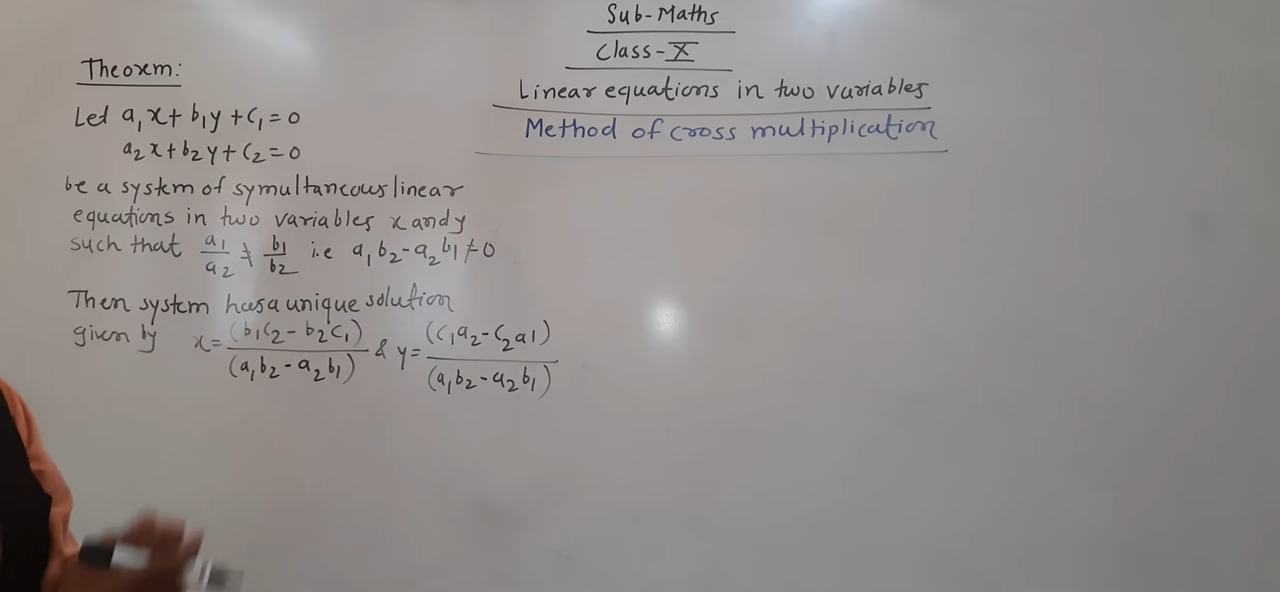 Sub-Maths
Class-X
Linear equations in two variables
Method of cross multiplication
Theorem:
Let a₁x + b₁y + c₁ = 0
a₂x + b₂y + c₂ = 0
be a system of symultaneous linear
equations in two variables x and y
such that a₁/a₂ ≠ b₁/b₂ i.e a₁b₂ - a₂b₁ ≠ 0
Then system has a unique solution
given by x = (b₁c₂ - b₂c₁)/(a₁b₂ - a₂b₁) & y = (c₁a₂ - c₂a1)/(a₁b₂ - a₂b₁)